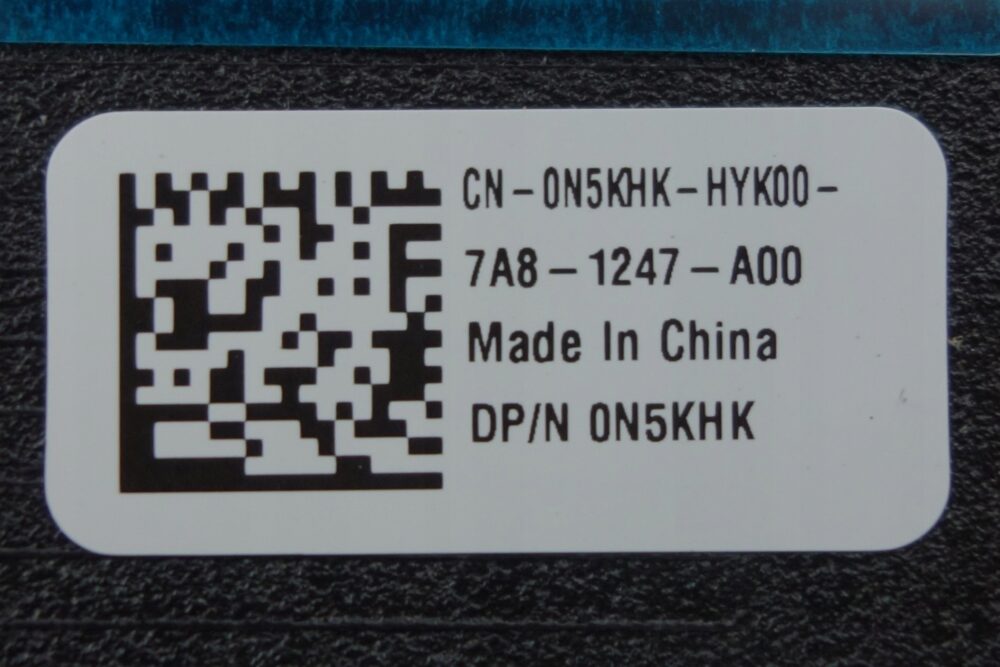 CN-0N5KHK-HYK00-
7A8-1247-A00
Made In China
DP/N 0N5KHK